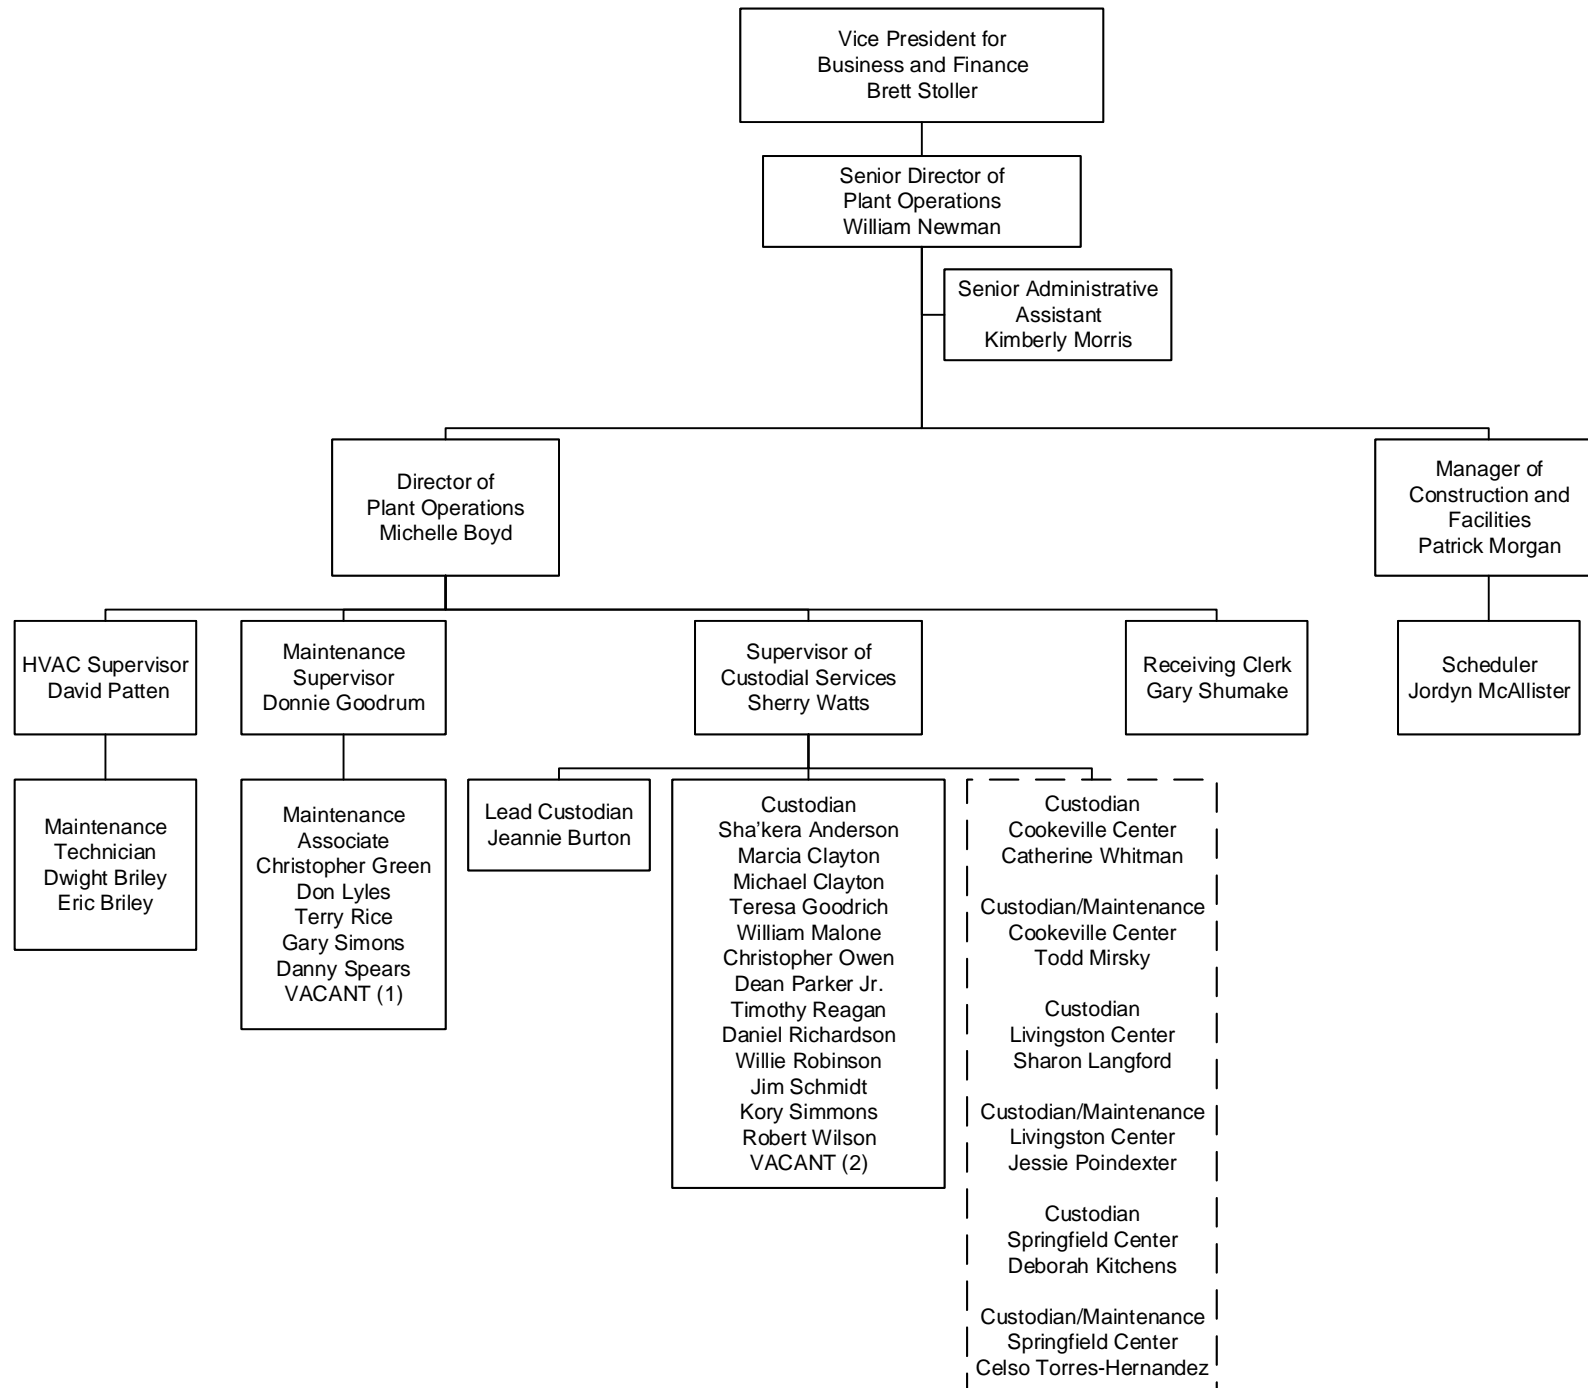 Vice President for
Business and Finance
Brett Stoller
Senior Director of
Plant Operations
William Newman
Senior Administrative
Assistant
Kimberly Morris
Director of
Plant Operations
Michelle Boyd
Manager of
Construction and
Facilities
Patrick Morgan
HVAC Supervisor
David Patten
Maintenance
Supervisor
Donnie Goodrum
Supervisor of
Custodial Services
Sherry Watts
Receiving Clerk
Gary Shumake
Scheduler
Jordyn McAllister
Maintenance
Technician
Dwight Briley
Eric Briley
Maintenance
Associate
Christopher Green
Don Lyles
Terry Rice
Gary Simons
Danny Spears
VACANT (1)
Lead Custodian
Jeannie Burton
Custodian
Sha’kera Anderson
Marcia Clayton
Michael Clayton
Teresa Goodrich
William Malone
Christopher Owen
Dean Parker Jr.
Timothy Reagan
Daniel Richardson
Willie Robinson
Jim Schmidt
Kory Simmons
Robert Wilson
VACANT (2)
Custodian
Cookeville Center
Catherine Whitman
Custodian/Maintenance
Cookeville Center
Todd Mirsky
Custodian
Livingston Center
Sharon Langford
Custodian/Maintenance
Livingston Center
Jessie Poindexter
Custodian
Springfield Center
Deborah Kitchens
Custodian/Maintenance
Springfield Center
Celso Torres-Hernandez